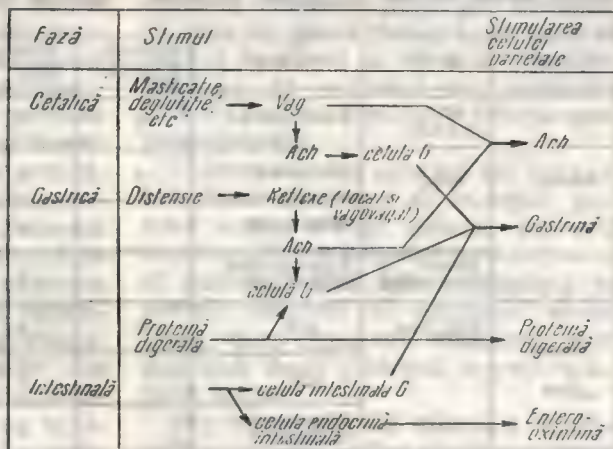 Fază
Stimul
Stimularea
celulei
parietale
Cefalică
Masticație,
deglutiție,
etc
Vag
Ach
celula G
Ach
Gastrică
Distensie
Reflexe (local și
vagovagal)
Ach
celula G
Gastrină
Proteină
digerată
Proteină
digerată
Intestinală
celula intestinală G
celula endocrină
intestinală
Entero-
oxintină